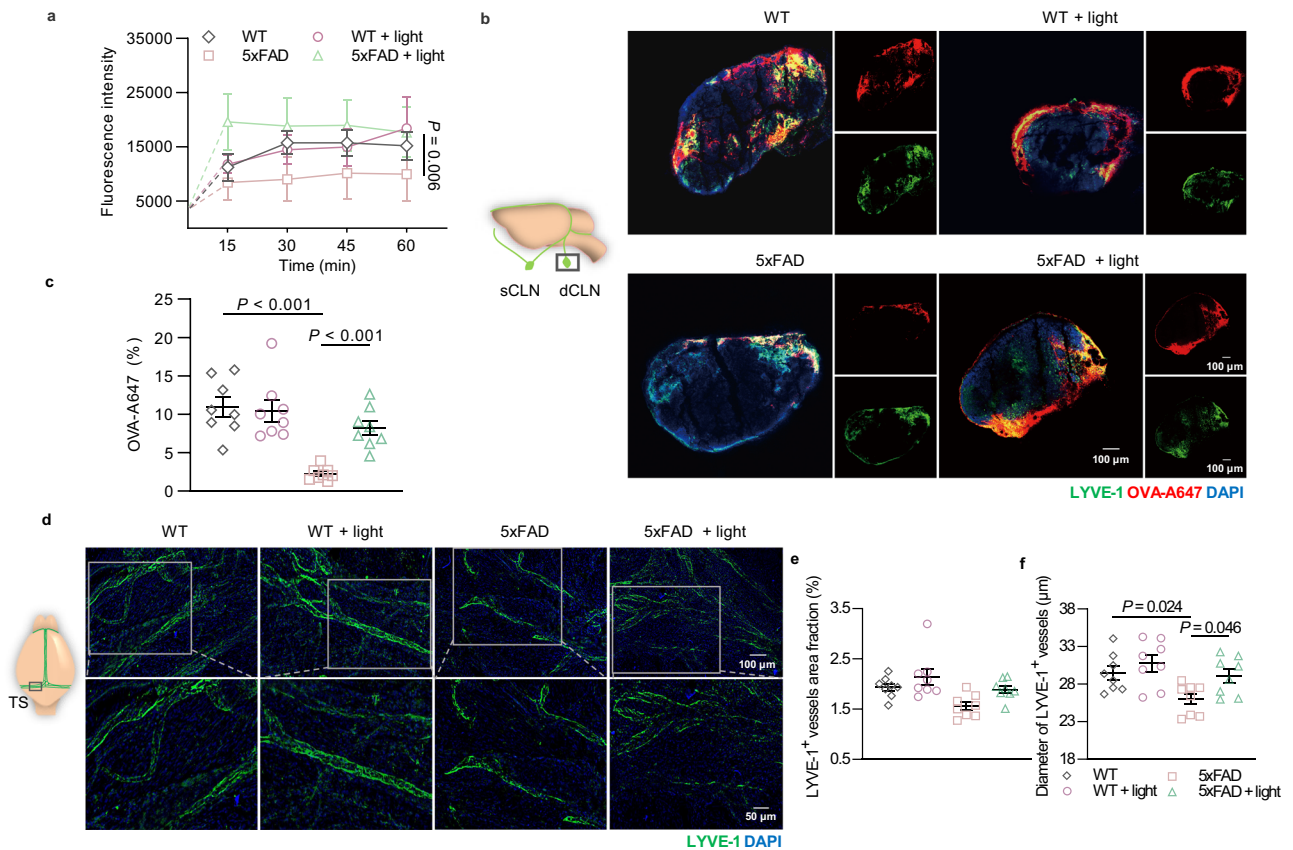 a
35000
25000
15000
5000
Fluorescence intensity
WT
WT + light
5xFAD
5xFAD + light
P = 0.006
15 30 45 60
Time (min)
b
WT
WT + light
5xFAD
5xFAD + light
sCLN dCLN
100 µm
100 µm
100 µm
LYVE-1 OVA-A647 DAPI
c
25
20
15
10
5
0
OVA-A647 (%)
P < 0.001
P < 0.001
d
WT
WT + light
5xFAD
5xFAD + light
TS
100 µm
50 µm
LYVE-1 DAPI
e
LYVE-1+ vessels area fraction (%)
3.5
2.5
1.5
0.5
f
Diameter of LYVE-1+ vessels (µm)
38
33
28
23
18
P = 0.024
P = 0.046
WT
5xFAD
WT + light
5xFAD + light